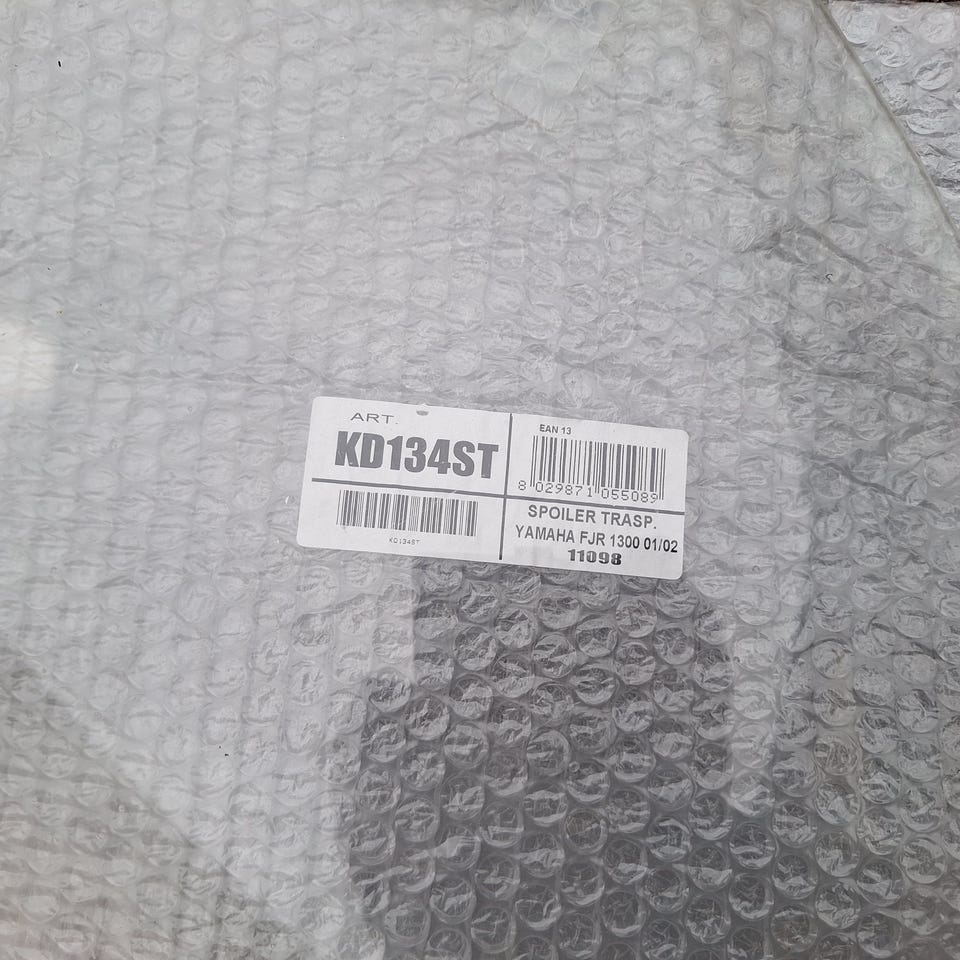 ART.
KD134ST
KD134ST
EAN 13
8 029871 055089
SPOILER TRASP.
YAMAHA FJR 1300 01/02
11098